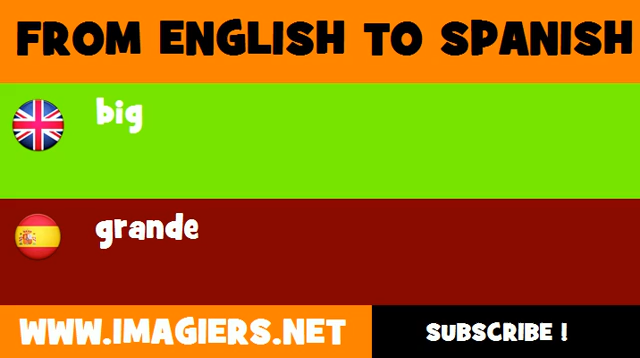 FROM ENGLISH TO SPANISH
big
grande
WWW.IMAGIERS.NET
SUBSCRIBE !